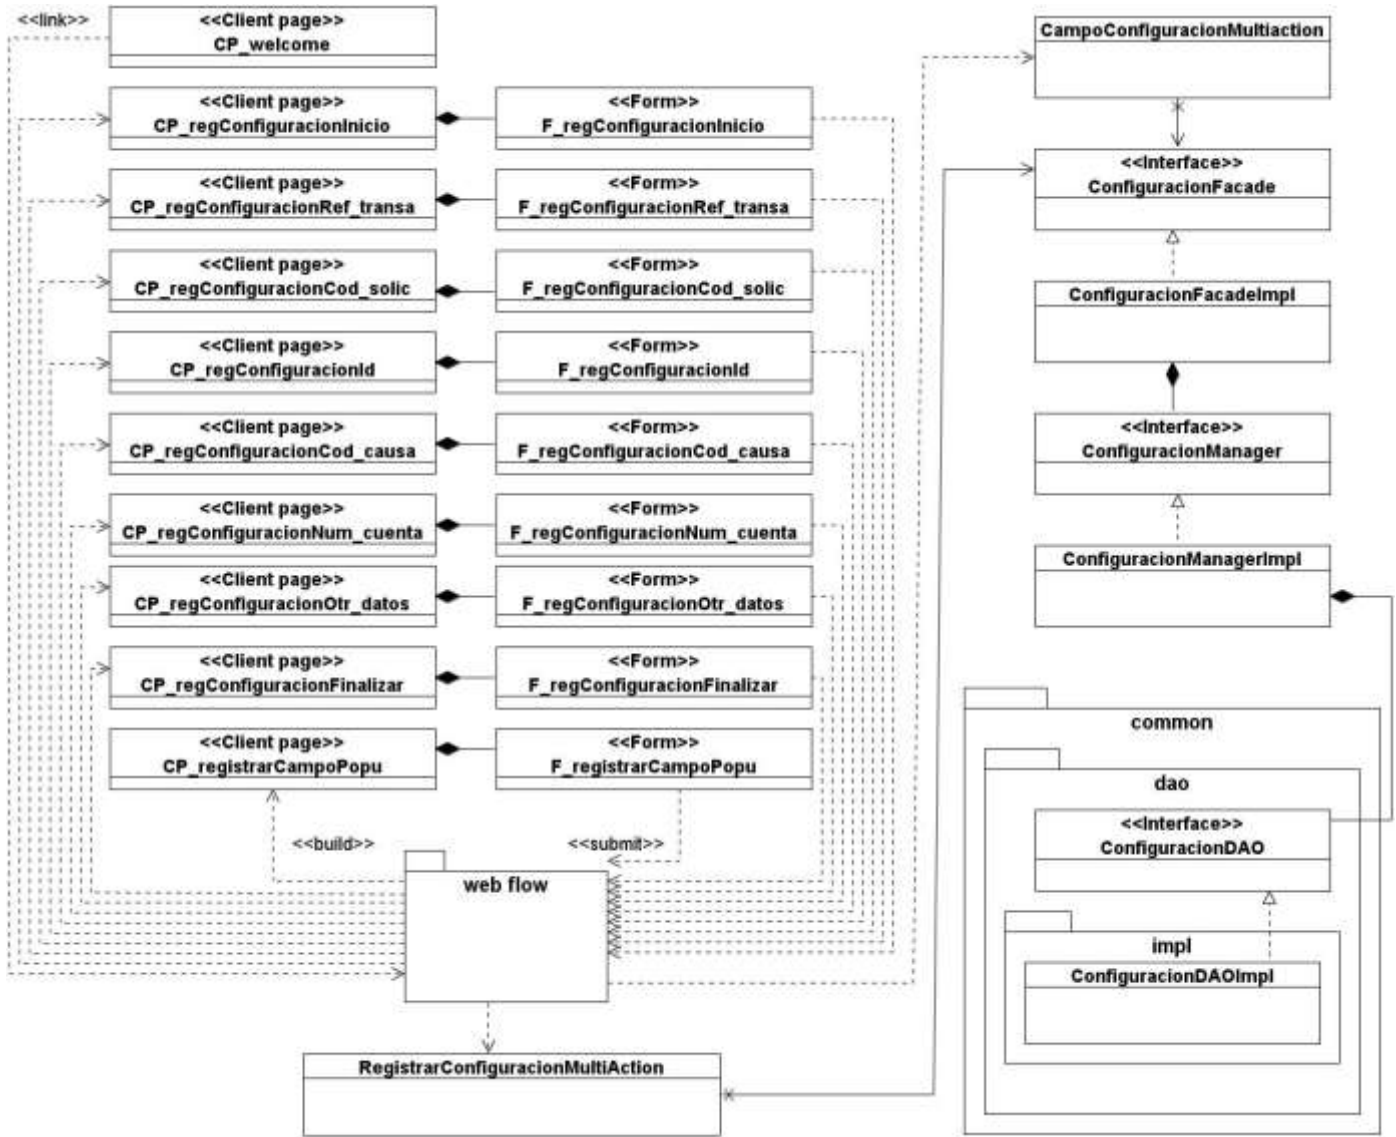 <<link>>
<<Client page>>
CP_welcome
<<Client page>>
CP_regConfiguracionInicio
<<Form>>
F_regConfiguracionInicio
<<Client page>>
CP_regConfiguracionRef_transa
<<Form>>
F_regConfiguracionRef_transa
<<Client page>>
CP_regConfiguracionCod_solic
<<Form>>
F_regConfiguracionCod_solic
<<Client page>>
CP_regConfiguracionId
<<Form>>
F_regConfiguracionId
<<Client page>>
CP_regConfiguracionCod_causa
<<Form>>
F_regConfiguracionCod_causa
<<Client page>>
CP_regConfiguracionNum_cuenta
<<Form>>
F_regConfiguracionNum_cuenta
<<Client page>>
CP_regConfiguracionOtr_datos
<<Form>>
F_regConfiguracionOtr_datos
<<Client page>>
CP_regConfiguracionFinalizar
<<Form>>
F_regConfiguracionFinalizar
<<Client page>>
CP_registrarCampoPopu
<<Form>>
F_registrarCampoPopu
<<build>>
<<submit>>
web flow
RegistrarConfiguracionMultiAction
CampoConfiguracionMultiaction
<<Interface>>
ConfiguracionFacade
ConfiguracionFacadeImpl
<<Interface>>
ConfiguracionManager
ConfiguracionManagerImpl
common
dao
<<Interface>>
ConfiguracionDAO
impl
ConfiguracionDAOImpl